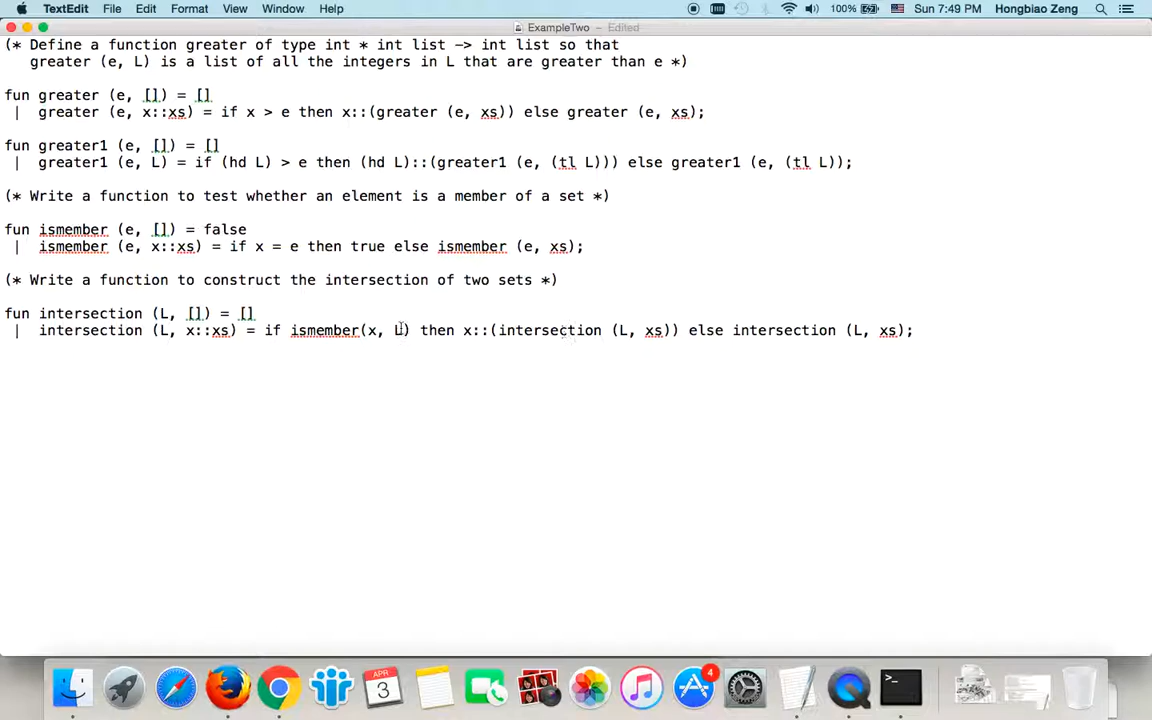 TextEdit File Edit Format View Window Help 100% Sun 7:49 PM Hongbiao Zeng
ExampleTwo — Edited
(* Define a function greater of type int * int list -> int list so that
greater (e, L) is a list of all the integers in L that are greater than e *)
fun greater (e, []) = []
| greater (e, x::xs) = if x > e then x::(greater (e, xs)) else greater (e, xs);
fun greater1 (e, []) = []
| greater1 (e, L) = if (hd L) > e then (hd L)::(greater1 (e, (tl L))) else greater1 (e, (tl L));
(* Write a function to test whether an element is a member of a set *)
fun ismember (e, []) = false
| ismember (e, x::xs) = if x = e then true else ismember (e, xs);
(* Write a function to construct the intersection of two sets *)
fun intersection (L, []) = []
| intersection (L, x::xs) = if ismember(x, L) then x::(intersection (L, xs)) else intersection (L, xs);
APR
3
4
>_